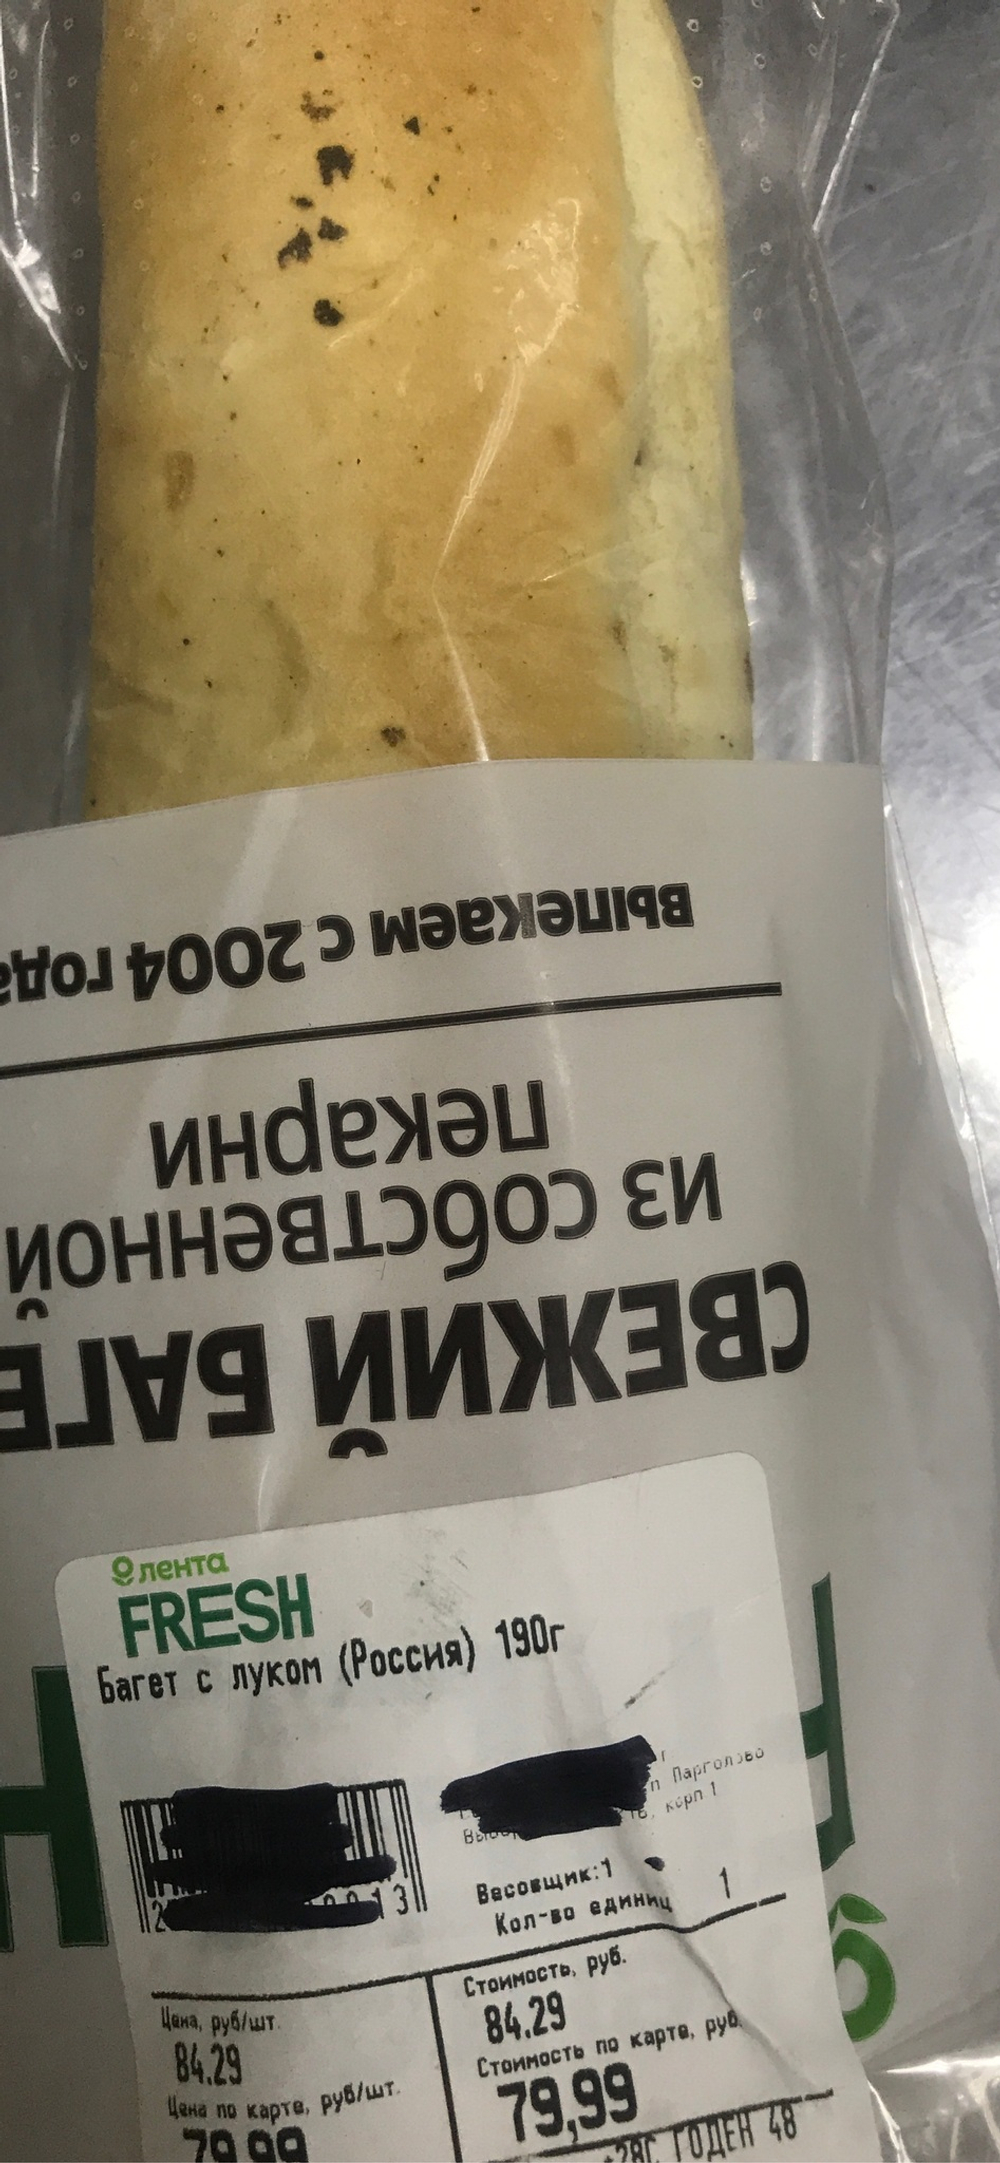 выпекаем с 2004 года
СВЕЖИЙ БАГЕ
из собственной
пекарни
лента
FRESH
Багет с луком (Россия) 190г
п Парголово
корп 1
Весовщик:1
Кол-во единиц 1
Цена, руб/шт.
84.29
Цена по карте, руб/шт.
79,99
Стоимость, руб.
84.29
Стоимость по карте, руб.
79,99
ГОДЕН 48